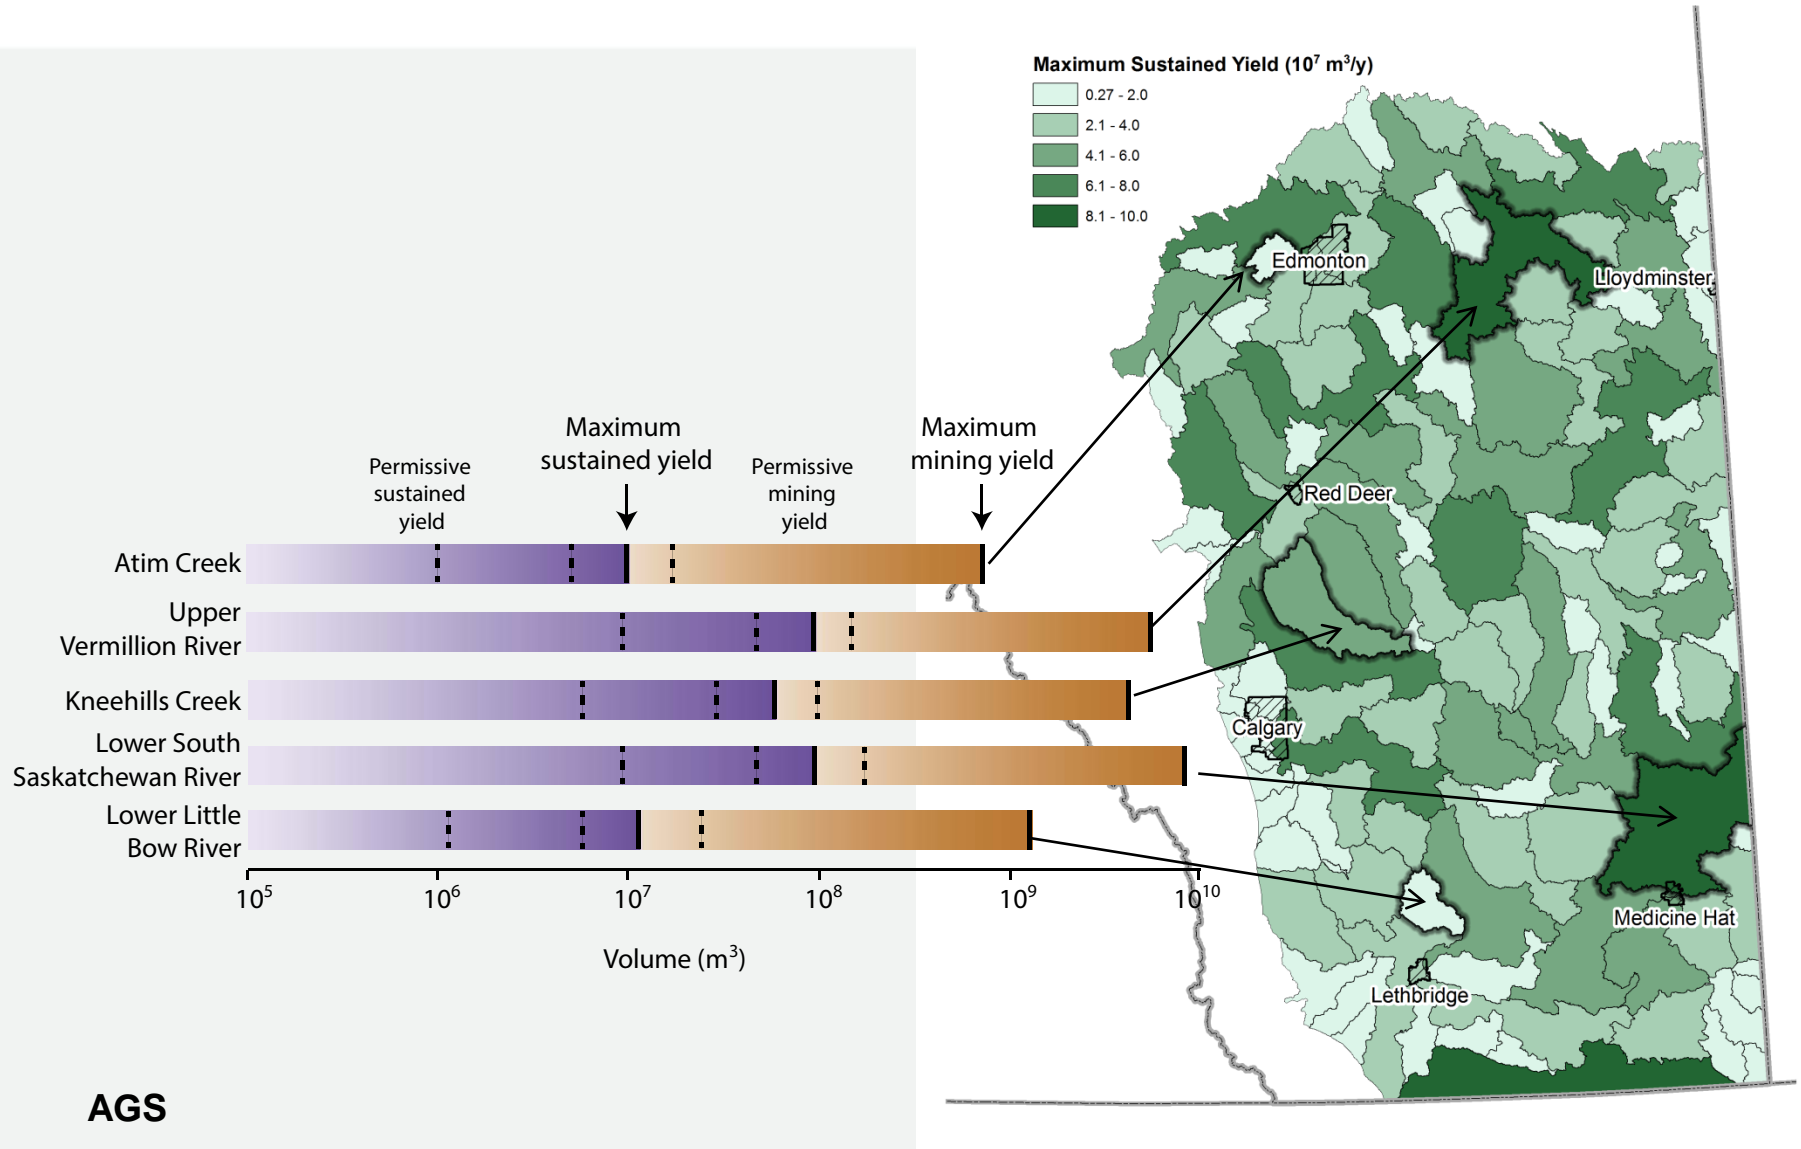 Maximum Sustained Yield (10⁷ m³/y)
0.27 - 2.0
2.1 - 4.0
4.1 - 6.0
6.1 - 8.0
8.1 - 10.0
Edmonton
Lloydminster
Red Deer
Calgary
Medicine Hat
Lethbridge
Maximum
sustained yield
Maximum
mining yield
Permissive
sustained
yield
Permissive
mining
yield
Atim Creek
Upper
Vermillion River
Kneehills Creek
Lower South
Saskatchewan River
Lower Little
Bow River
10⁵ 10⁶ 10⁷ 10⁸ 10⁹ 10¹⁰
Volume (m³)
AGS